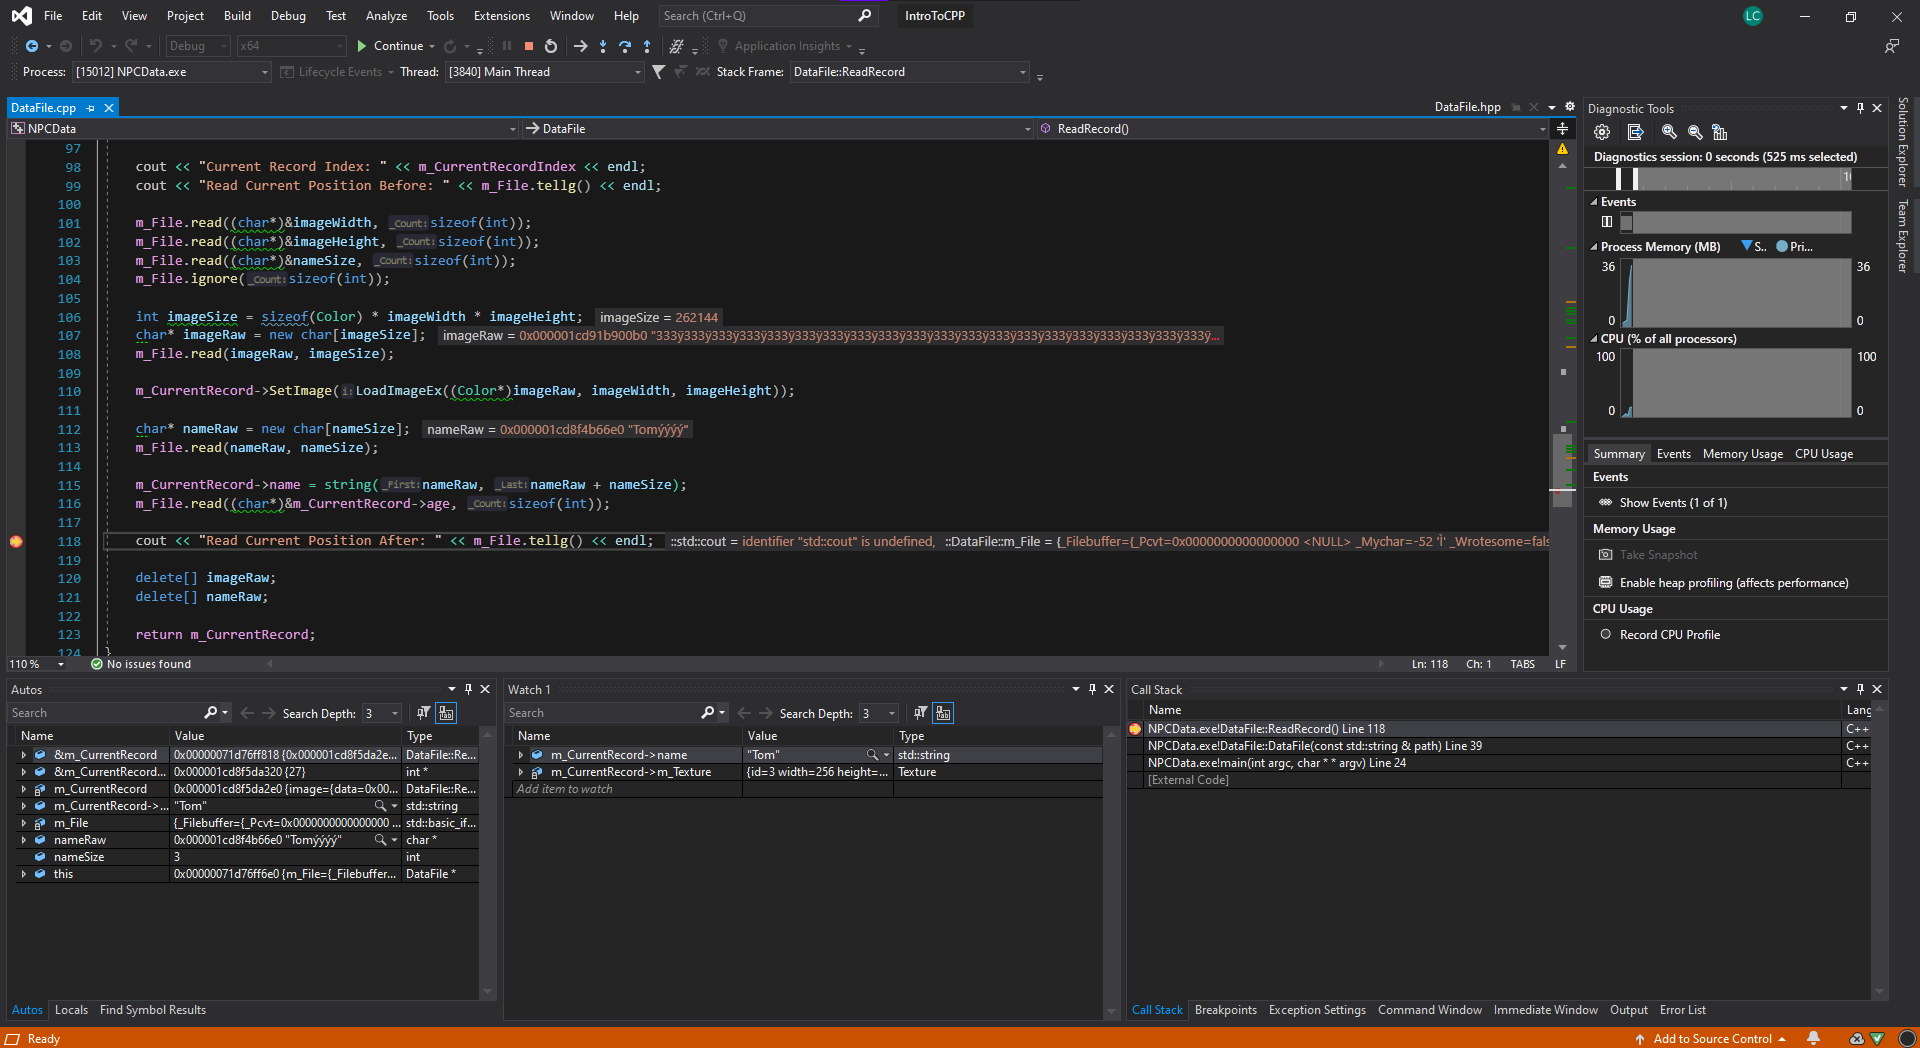 File Edit View Project Build Debug Test Analyze Tools Extensions Window Help Search (Ctrl+Q) IntroToCPP LC
Debug x64 Continue Application Insights
Process: [15012] NPCData.exe Lifecycle Events Thread: [3840] Main Thread Stack Frame: DataFile::ReadRecord
DataFile.cpp DataFile.hpp
NPCData DataFile ReadRecord()
97
98 cout << "Current Record Index: " << m_CurrentRecordIndex << endl;
99 cout << "Read Current Position Before: " << m_File.tellg() << endl;
100
101 m_File.read((char*)&imageWidth, _Count: sizeof(int));
102 m_File.read((char*)&imageHeight, _Count: sizeof(int));
103 m_File.read((char*)&nameSize, _Count: sizeof(int));
104 m_File.ignore(_Count: sizeof(int));
105
106 int imageSize = sizeof(Color) * imageWidth * imageHeight; imageSize = 262144
107 char* imageRaw = new char[imageSize]; imageRaw = 0x000001cd91b900b0 "333ÿ333ÿ333ÿ333ÿ333ÿ333ÿ333ÿ333ÿ333ÿ333ÿ333ÿ333ÿ333ÿ333ÿ333ÿ333ÿ333ÿ333ÿ333ÿ333ÿ...
108 m_File.read(imageRaw, imageSize);
109
110 m_CurrentRecord->SetImage(i: LoadImageEx((Color*)imageRaw, imageWidth, imageHeight));
111
112 char* nameRaw = new char[nameSize]; nameRaw = 0x000001cd8f4b66e0 "Tomýýýý"
113 m_File.read(nameRaw, nameSize);
114
115 m_CurrentRecord->name = string(_First: nameRaw, _Last: nameRaw + nameSize);
116 m_File.read((char*)&m_CurrentRecord->age, _Count: sizeof(int));
117
118 cout << "Read Current Position After: " << m_File.tellg() << endl; ::std::cout = identifier "std::cout" is undefined, ::DataFile::m_File = {_Filebuffer={_Pcvt=0x0000000000000000 <NULL> _Mychar=-52 'Ì' _Wrotesome=fals
119
120 delete[] imageRaw;
121 delete[] nameRaw;
122
123 return m_CurrentRecord;
124 }
110 % No issues found Ln: 118 Ch: 1 TABS LF
Diagnostic Tools
Diagnostics session: 0 seconds (525 ms selected)
Events
Process Memory (MB) S.. Pri...
36 36
0 0
CPU (% of all processors)
100 100
0 0
Summary Events Memory Usage CPU Usage
Events
Show Events (1 of 1)
Memory Usage
Take Snapshot
Enable heap profiling (affects performance)
CPU Usage
Record CPU Profile
Solution Explorer
Team Explorer
Autos
Search Search Depth: 3
Name Value Type
&m_CurrentRecord 0x00000071d76ff818 {0x000001cd8f5da2e... DataFile::Re...
&m_CurrentRecord... 0x000001cd8f5da320 {27} int *
m_CurrentRecord 0x000001cd8f5da2e0 {image={data=0x00... DataFile::Re...
m_CurrentRecord->... "Tom" std::string
m_File {_Filebuffer={_Pcvt=0x0000000000000000 ... std::basic_if...
nameRaw 0x000001cd8f4b66e0 "Tomýýýý" char *
nameSize 3 int
this 0x00000071d76ff6e0 {m_File={_Filebuffer... DataFile *
Autos Locals Find Symbol Results
Watch 1
Search Search Depth: 3
Name Value Type
m_CurrentRecord->name "Tom" std::string
m_CurrentRecord->m_Texture {id=3 width=256 height=... Texture
Add item to watch
Call Stack
Name Lang
NPCData.exe!DataFile::ReadRecord() Line 118 C++
NPCData.exe!DataFile::DataFile(const std::string & path) Line 39 C++
NPCData.exe!main(int argc, char * * argv) Line 24 C++
[External Code]
Call Stack Breakpoints Exception Settings Command Window Immediate Window Output Error List
Ready Add to Source Control